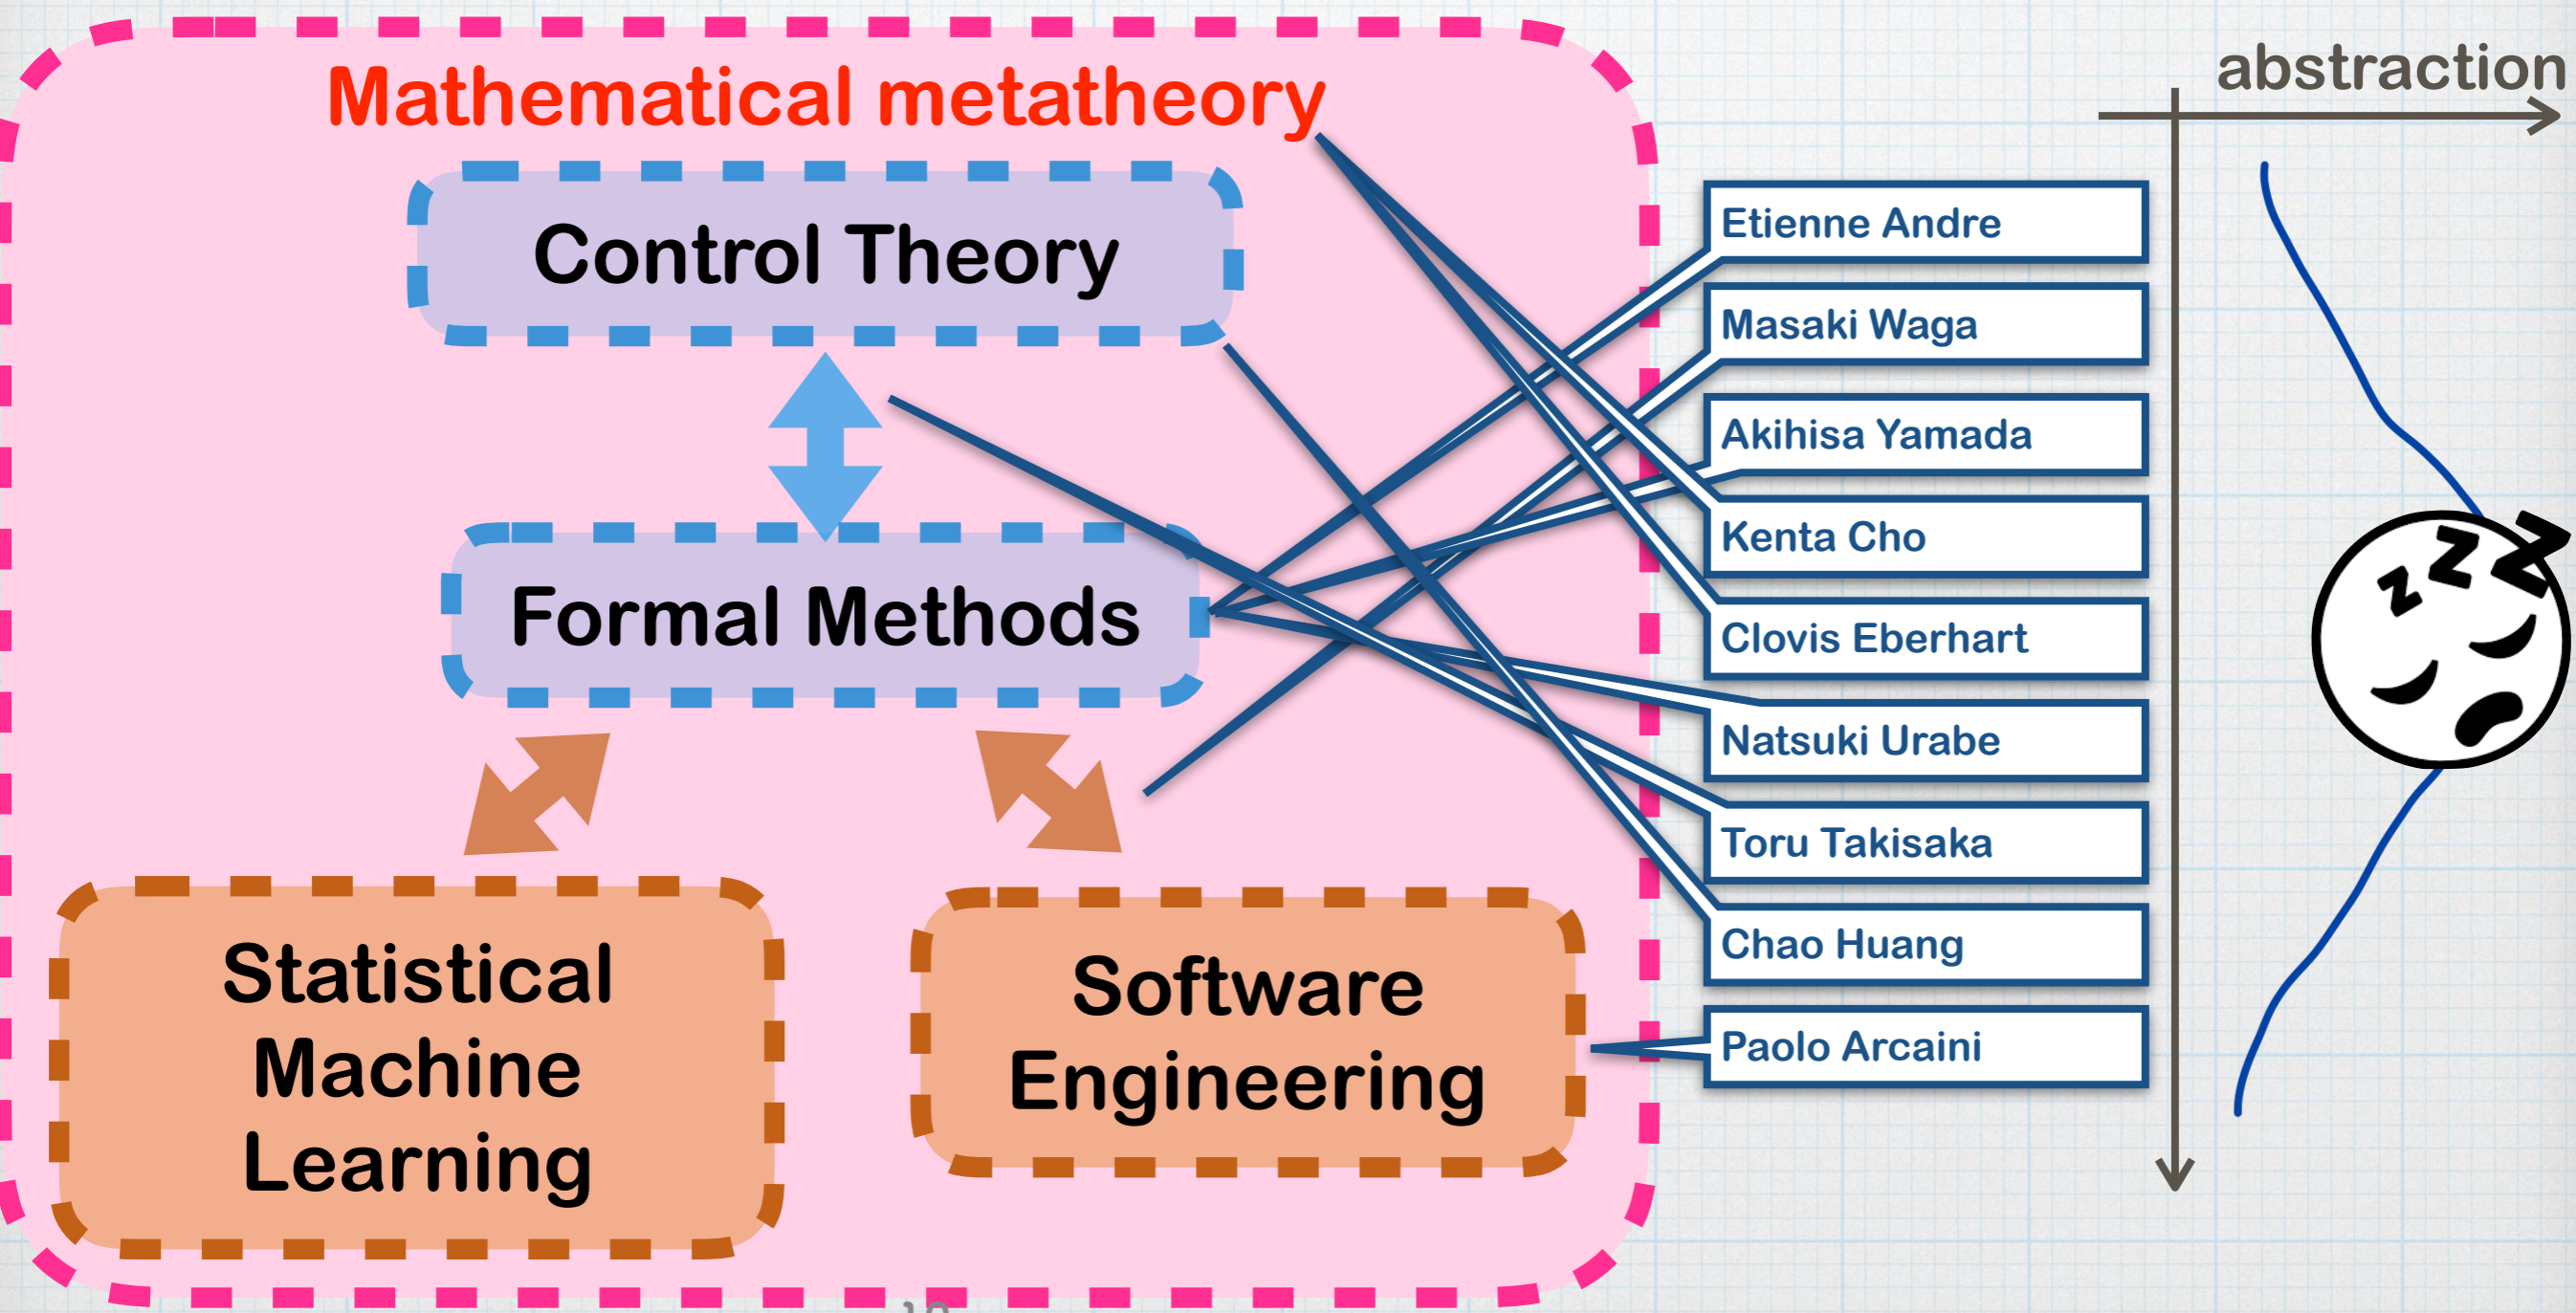 abstraction
Mathematical metatheory
Control Theory
Formal Methods
Statistical
Machine
Learning
Software
Engineering
Etienne Andre
Masaki Waga
Akihisa Yamada
Kenta Cho
Clovis Eberhart
Natsuki Urabe
Toru Takisaka
Chao Huang
Paolo Arcaini
z z z